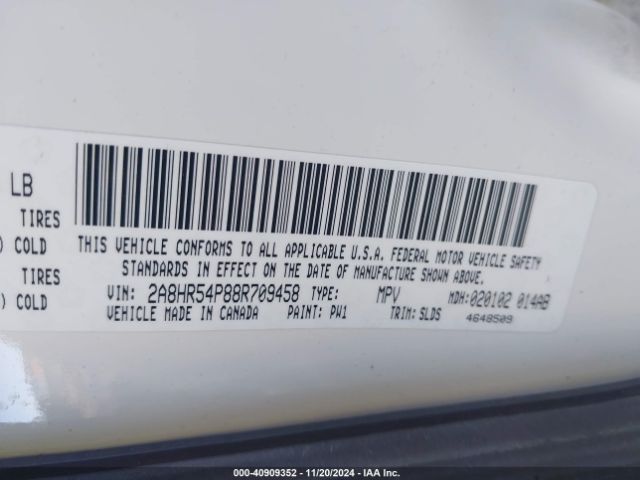 LB
TIRES
) COLD
TIRES
) COLD
THIS VEHICLE CONFORMS TO ALL APPLICABLE U.S.A. FEDERAL MOTOR VEHICLE SAFETY
STANDARDS IN EFFECT ON THE DATE OF MANUFACTURE SHOWN ABOVE.
VIN: 2A8HR54P88R709458 TYPE: MPV MDH:020102 014AB
VEHICLE MADE IN CANADA PAINT: PW1 TRIM: SLDS 4648509
000-40909352 | 11/20/2024 | IAA Inc.